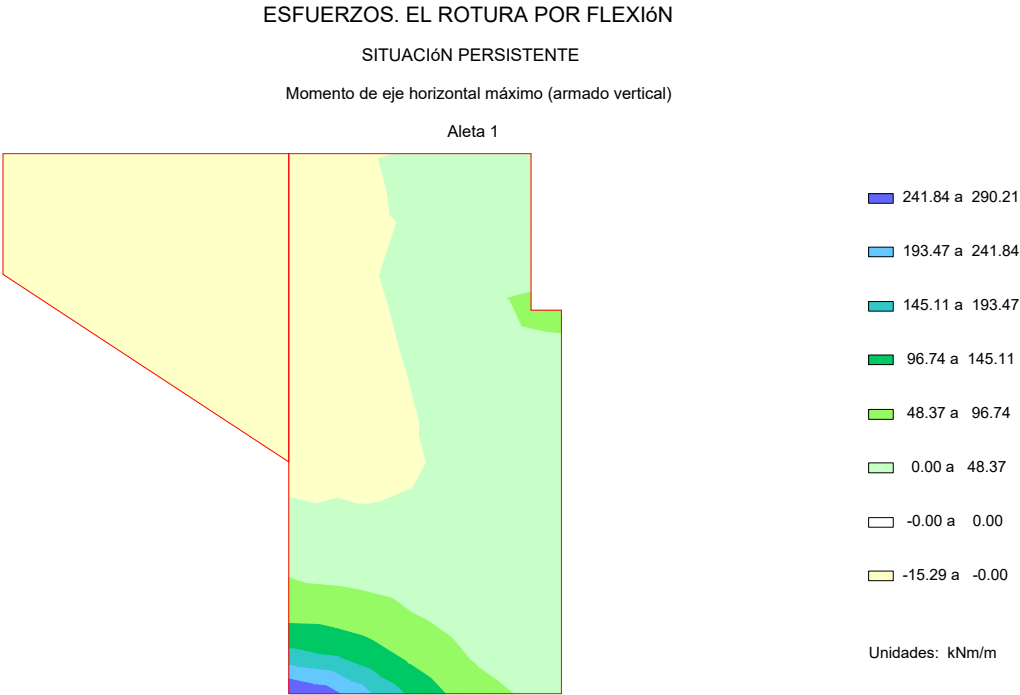 ESFUERZOS. EL ROTURA POR FLEXIóN
SITUACIóN PERSISTENTE
Momento de eje horizontal máximo (armado vertical)
Aleta 1
241.84 a 290.21
193.47 a 241.84
145.11 a 193.47
96.74 a 145.11
48.37 a 96.74
0.00 a 48.37
-0.00 a 0.00
-15.29 a -0.00
Unidades: kNm/m